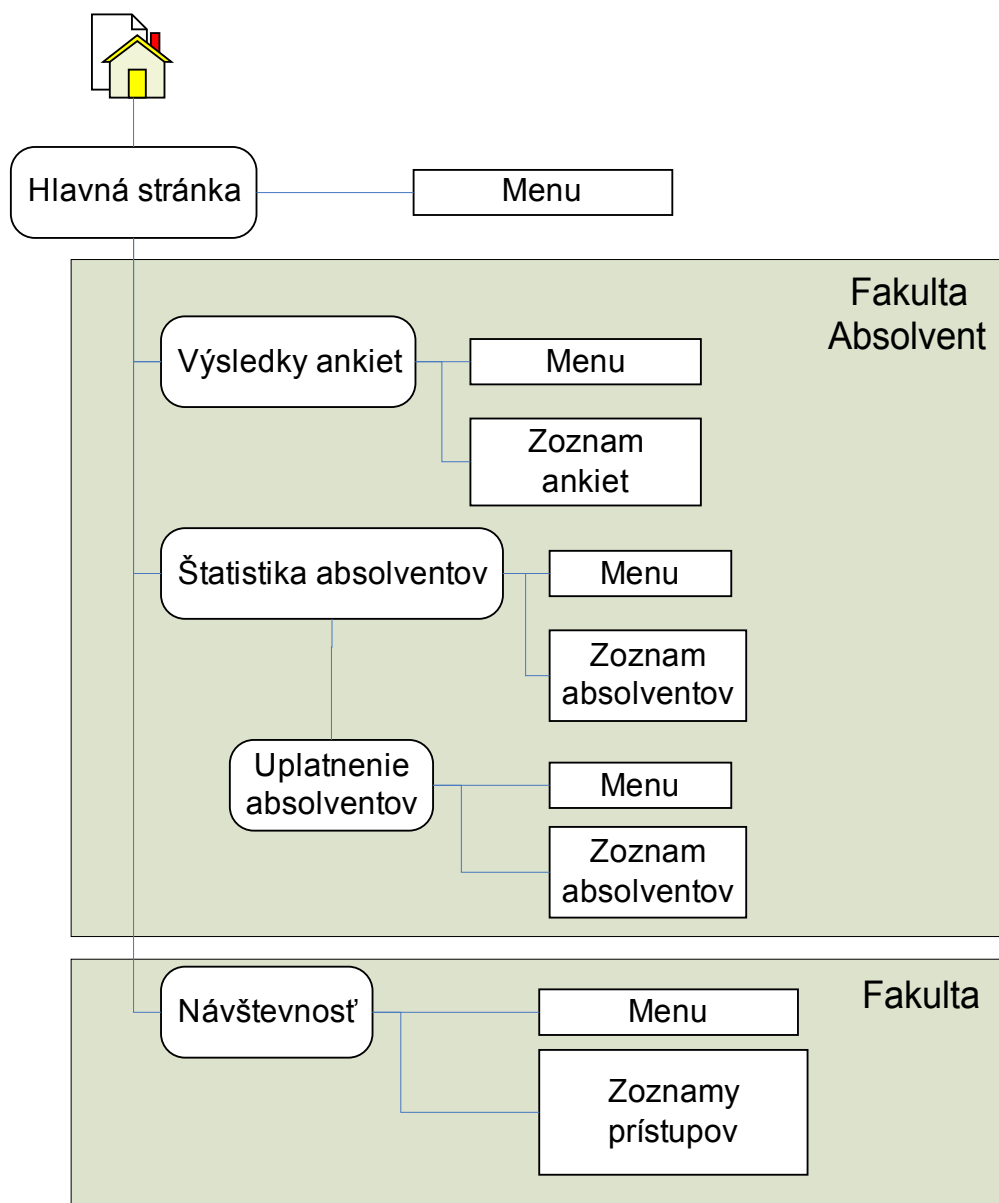 Hlavná stránka
Menu
Fakulta
Absolvent
Výsledky ankiet
Menu
Zoznam
ankiet
Štatistika absolventov
Menu
Zoznam
absolventov
Uplatnenie
absolventov
Menu
Zoznam
absolventov
Fakulta
Návštevnosť
Menu
Zoznamy
prístupov